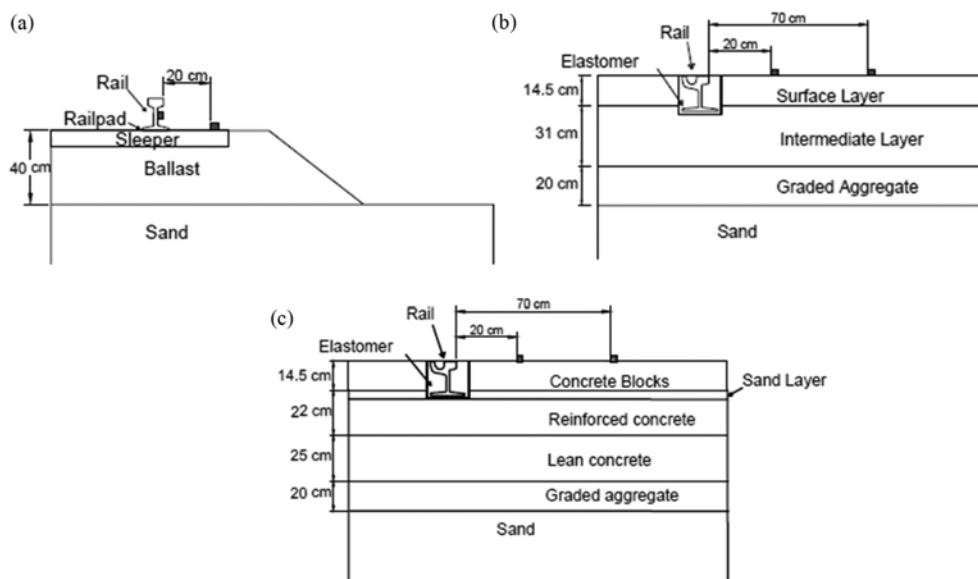 (a)
20 cm
Rail
Railpad
Sleeper
40 cm
Ballast
Sand
(b)
70 cm
Rail
20 cm
Elastomer
14.5 cm
Surface Layer
31 cm
Intermediate Layer
20 cm
Graded Aggregate
Sand
(c)
70 cm
Rail
20 cm
Elastomer
14.5 cm
Concrete Blocks
Sand Layer
22 cm
Reinforced concrete
25 cm
Lean concrete
20 cm
Graded aggregate
Sand